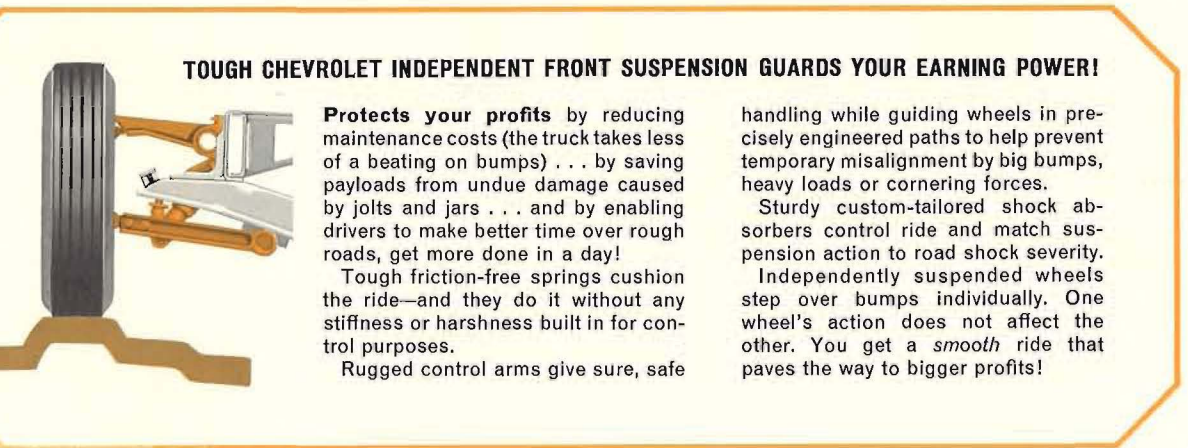 TOUGH CHEVROLET INDEPENDENT FRONT SUSPENSION GUARDS YOUR EARNING POWER!
Protects your profits by reducing
maintenance costs (the truck takes less
of a beating on bumps) . . . by saving
payloads from undue damage caused
by jolts and jars . . . and by enabling
drivers to make better time over rough
roads, get more done in a day!
Tough friction-free springs cushion
the ride—and they do it without any
stiffness or harshness built in for con-
trol purposes.
Rugged control arms give sure, safe
handling while guiding wheels in pre-
cisely engineered paths to help prevent
temporary misalignment by big bumps,
heavy loads or cornering forces.
Sturdy custom-tailored shock ab-
sorbers control ride and match sus-
pension action to road shock severity.
Independently suspended wheels
step over bumps individually. One
wheel's action does not affect the
other. You get a smooth ride that
paves the way to bigger profits!